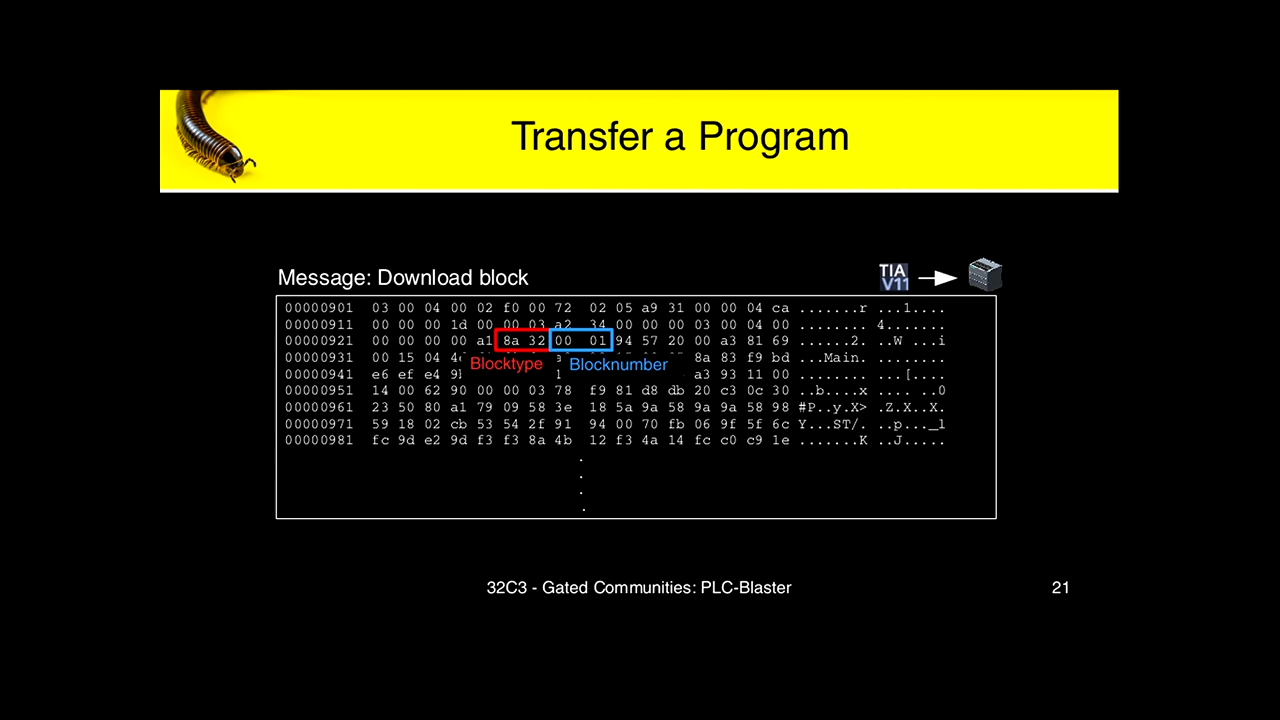 Transfer a Program
Message: Download block
TIA
V11
00000901 03 00 04 00 02 f0 00 72 02 05 a9 31 00 00 04 ca .......r ...1....
00000911 00 00 00 1d 00 00 03 a2 34 00 00 00 03 00 04 00 ........ 4.......
00000921 00 00 00 00 a1 8a 32 00 01 94 57 20 00 a3 81 69 ......2. ..W ...i
00000931 00 15 04 8a 83 f9 bd ...Main. ........
Blocktype Blocknumber
00000941 e6 ef e4 a3 93 11 00 ........ ...[....
00000951 14 00 62 90 00 00 03 78 f9 81 d8 db 20 c3 0c 30 ..b....x .... ..0
00000961 23 50 80 a1 79 09 58 3e 18 5a 9a 58 9a 9a 58 98 #P..y.X> .Z.X..X.
00000971 59 18 02 cb 53 54 2f 91 94 00 70 fb 06 9f 5f 6c Y...ST/. ..p..._l
00000981 fc 9d e2 9d f3 f3 8a 4b 12 f3 4a 14 fc c0 c9 1e .......K ..J.....
.
.
.
.
32C3 - Gated Communities: PLC-Blaster
21